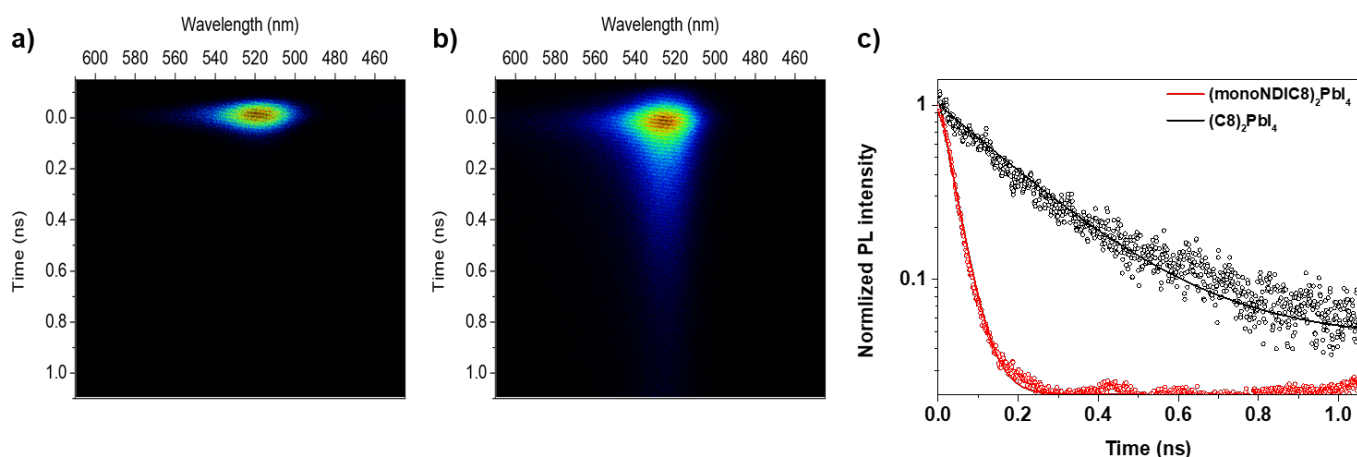 a)
Wavelength (nm)
600 580 560 540 520 500 480 460
Time (ns)
0.0
0.2
0.4
0.6
0.8
1.0
b)
Wavelength (nm)
600 580 560 540 520 500 480 460
Time (ns)
0.0
0.2
0.4
0.6
0.8
1.0
c)
(monoNDIC8)₂PbI₄
(C8)₂PbI₄
Normlized PL intensity
1
0.1
0.0 0.2 0.4 0.6 0.8 1.0
Time (ns)